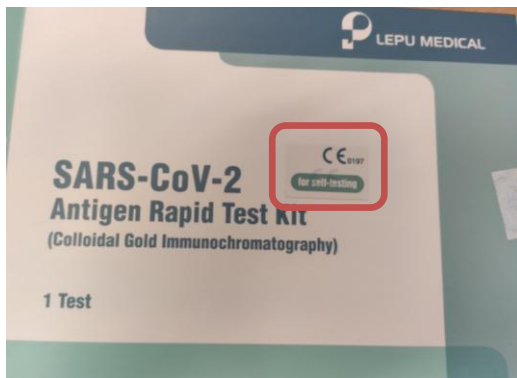 LEPU MEDICAL
CE 0197
for self-testing
SARS-CoV-2
Antigen Rapid Test Kit
(Colloidal Gold Immunochromatography)
1 Test